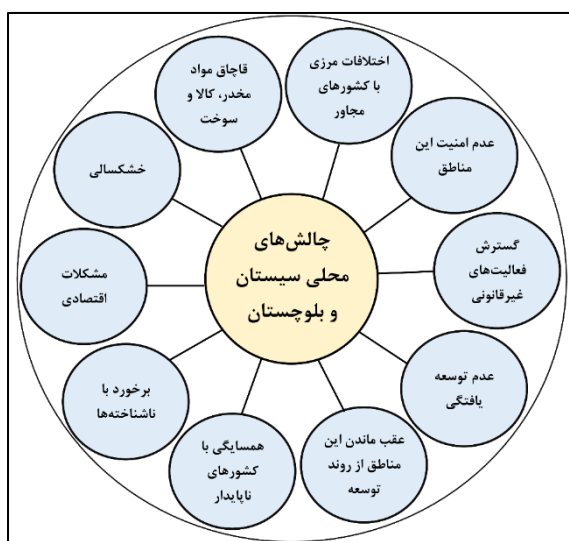 چالش‌های
محلی سیستان
و بلوچستان
اختلافات مرزی
با کشورهای
مجاور
عدم امنیت این
مناطق
گسترش
فعالیت‌های
غیرقانونی
عدم توسعه
یافتگی
عقب ماندن این
مناطق از روند
توسعه
همسایگی با
کشورهای
ناپایدار
برخورد با
ناشناخته‌ها
مشکلات
اقتصادی
خشکسالی
قاچاق مواد
مخدر، کالا و
سوخت